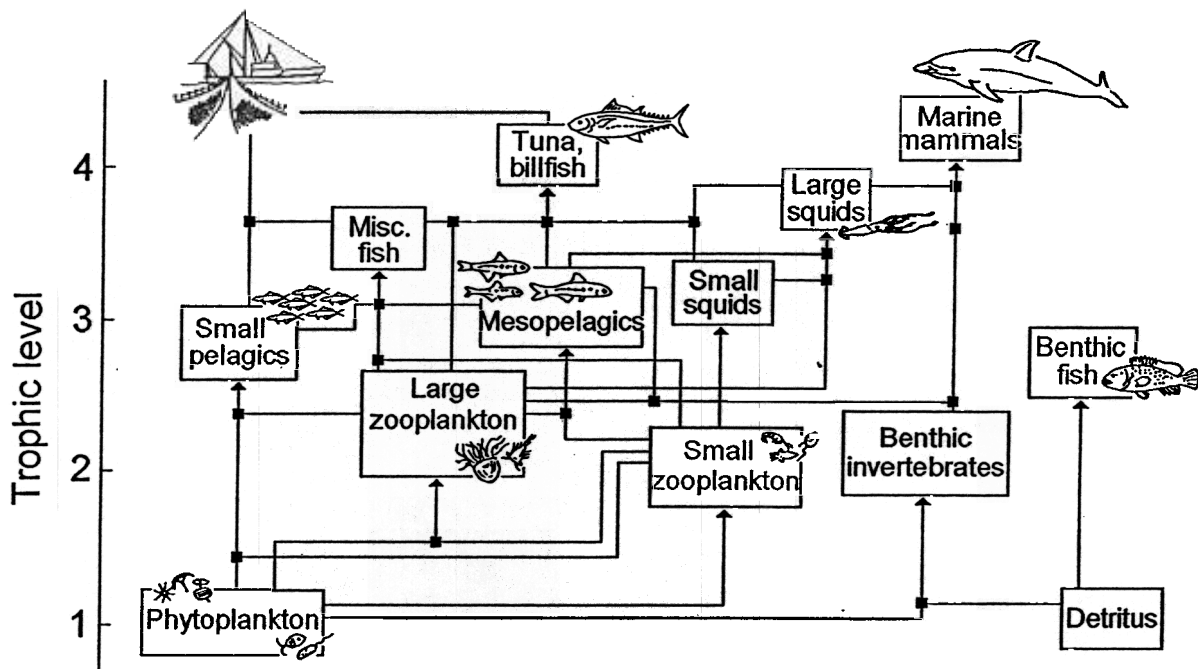 Trophic level
4
3
2
1
Tuna,
billfish
Marine
mammals
Large
squids
Misc.
fish
Mesopelagics
Small
squids
Small
pelagics
Benthic
fish
Large
zooplankton
Small
zooplankton
Benthic
invertebrates
Phytoplankton
Detritus